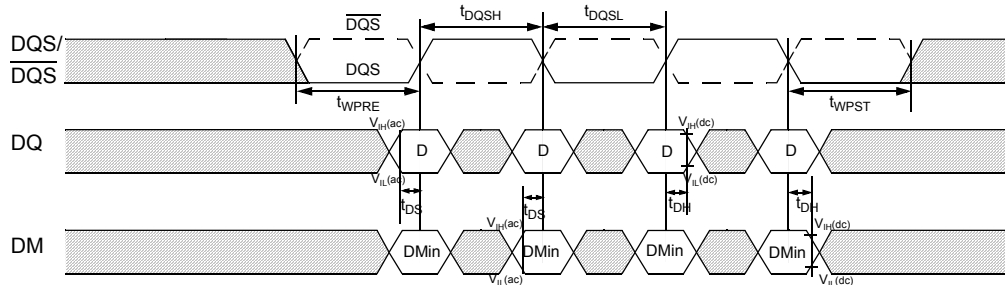 DQS tDQSH tDQSL
DQS/
DQS
DQS
tWPRE tWPST
VIH(ac) VIH(dc)
DQ D D D D
VIL(ac) VIL(dc)
tDS tDS tDH tDH
VIH(ac) VIH(dc)
DM DMin DMin DMin DMin
VIL(ac) VIL(dc)